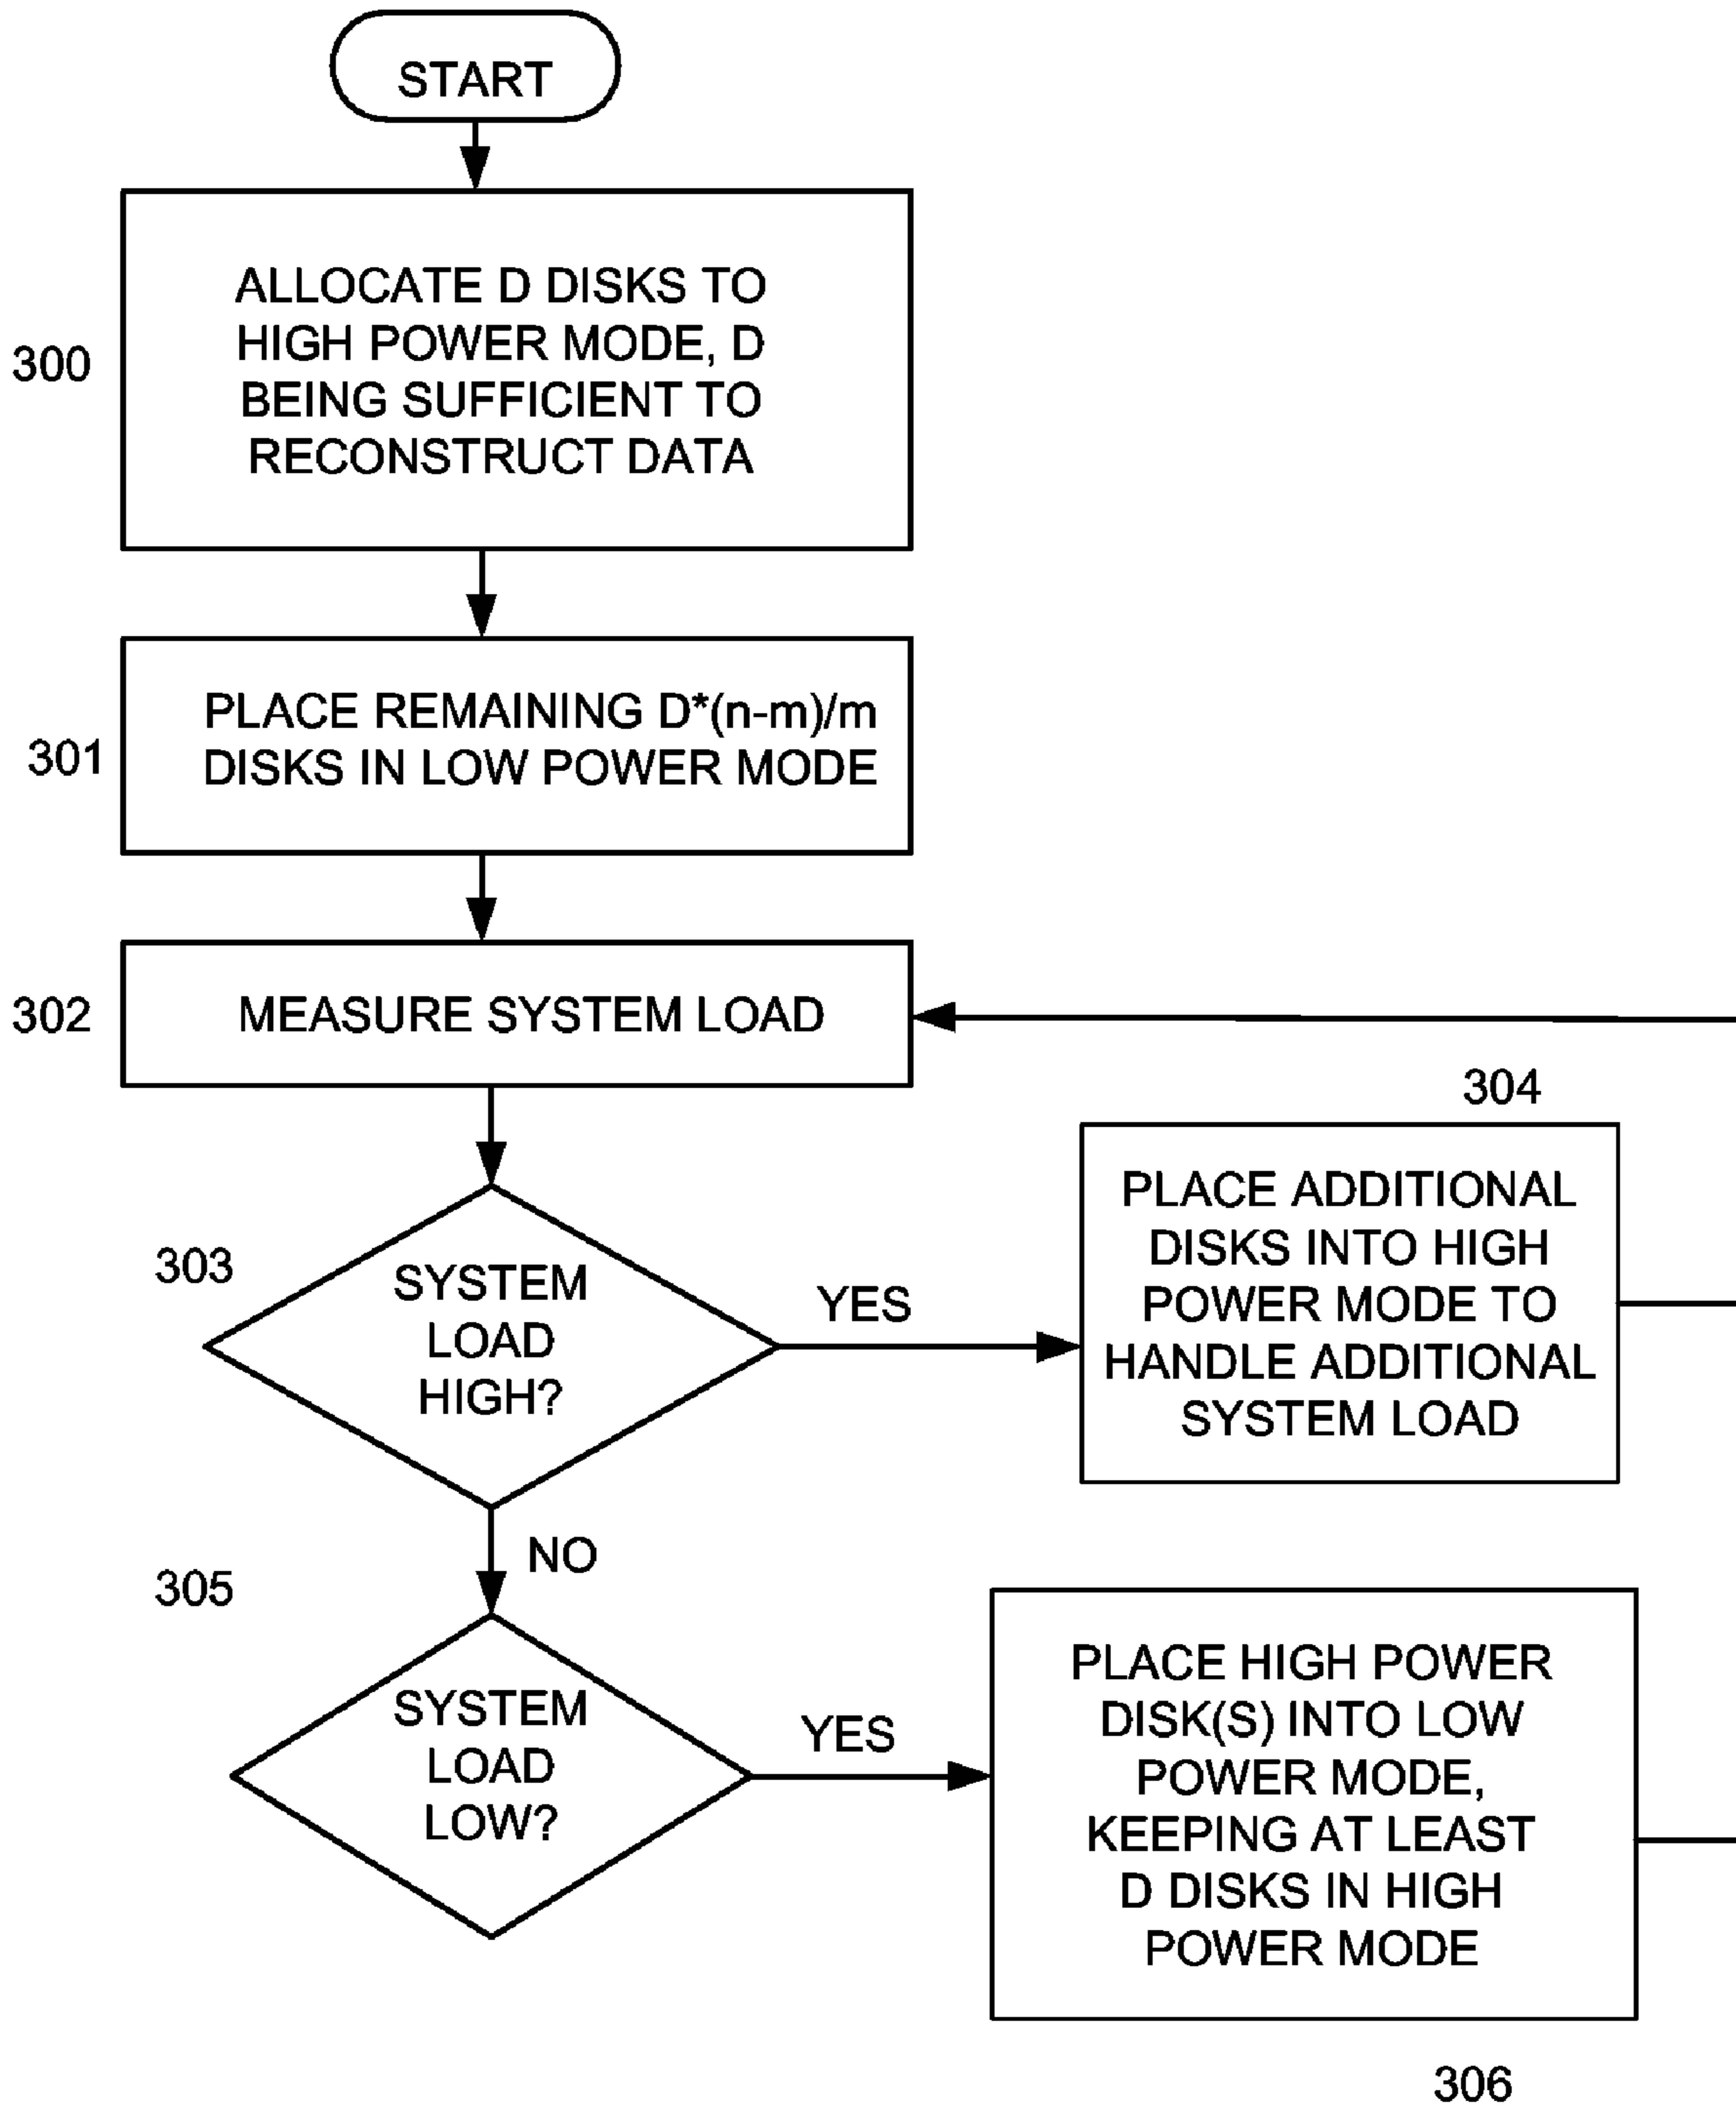 START
300
ALLOCATE D DISKS TO
HIGH POWER MODE, D
BEING SUFFICIENT TO
RECONSTRUCT DATA
301
PLACE REMAINING D*(n-m)/m
DISKS IN LOW POWER MODE
302
MEASURE SYSTEM LOAD
303
SYSTEM
LOAD
HIGH?
YES
304
PLACE ADDITIONAL
DISKS INTO HIGH
POWER MODE TO
HANDLE ADDITIONAL
SYSTEM LOAD
NO
305
SYSTEM
LOAD
LOW?
YES
PLACE HIGH POWER
DISK(S) INTO LOW
POWER MODE,
KEEPING AT LEAST
D DISKS IN HIGH
POWER MODE
306